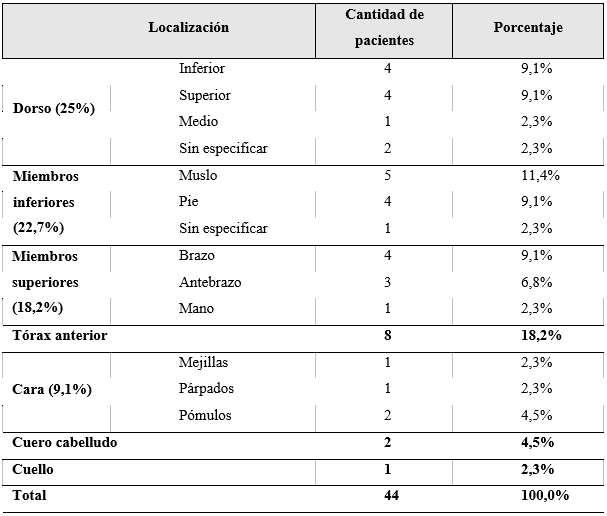 Localización Cantidad de pacientes Porcentaje
Dorso (25%)
Inferior 4 9,1%
Superior 4 9,1%
Medio 1 2,3%
Sin especificar 2 2,3%
Miembros inferiores (22,7%)
Muslo 5 11,4%
Pie 4 9,1%
Sin especificar 1 2,3%
Miembros superiores (18,2%)
Brazo 4 9,1%
Antebrazo 3 6,8%
Mano 1 2,3%
Tórax anterior 8 18,2%
Cara (9,1%)
Mejillas 1 2,3%
Párpados 1 2,3%
Pómulos 2 4,5%
Cuero cabelludo 2 4,5%
Cuello 1 2,3%
Total 44 100,0%